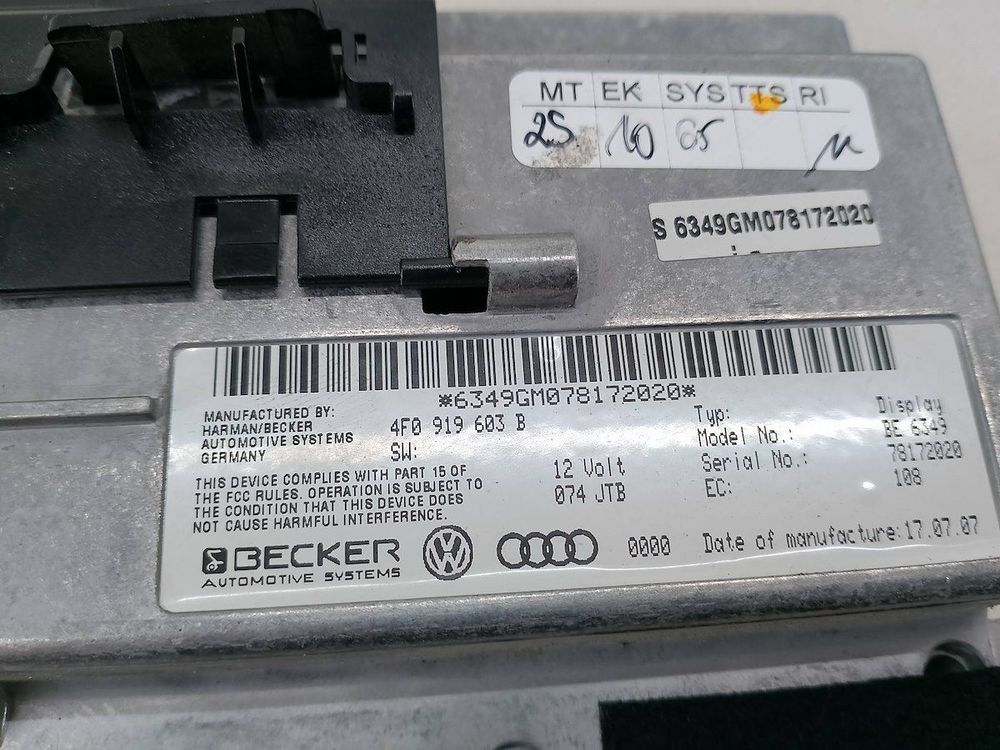 MT EK SYS TTS RI
25 10 65
S 6349GM078172020
*6349GM078172020*
MANUFACTURED BY:
HARMAN/BECKER
AUTOMOTIVE SYSTEMS
GERMANY
4F0 919 603 B
SW:
THIS DEVICE COMPLIES WITH PART 15 OF
THE FCC RULES. OPERATION IS SUBJECT TO
THE CONDITION THAT THIS DEVICE DOES
NOT CAUSE HARMFUL INTERFERENCE.
12 Volt
074 JTB
Typ: Display
Model No.: BE 6349
Serial No.: 78172020
EC: 108
BECKER
AUTOMOTIVE SYSTEMS
0000 Date of manufacture:17.07.07